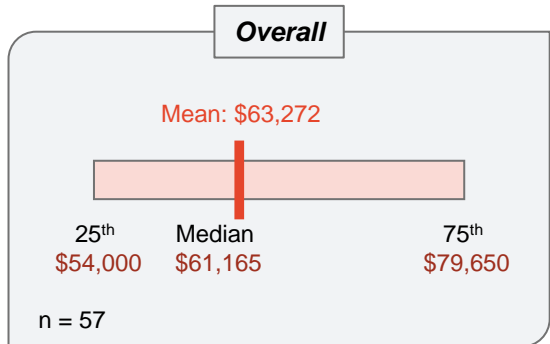 Overall
Mean: $63,272
25th Median 75th
$54,000 $61,165 $79,650
n = 57